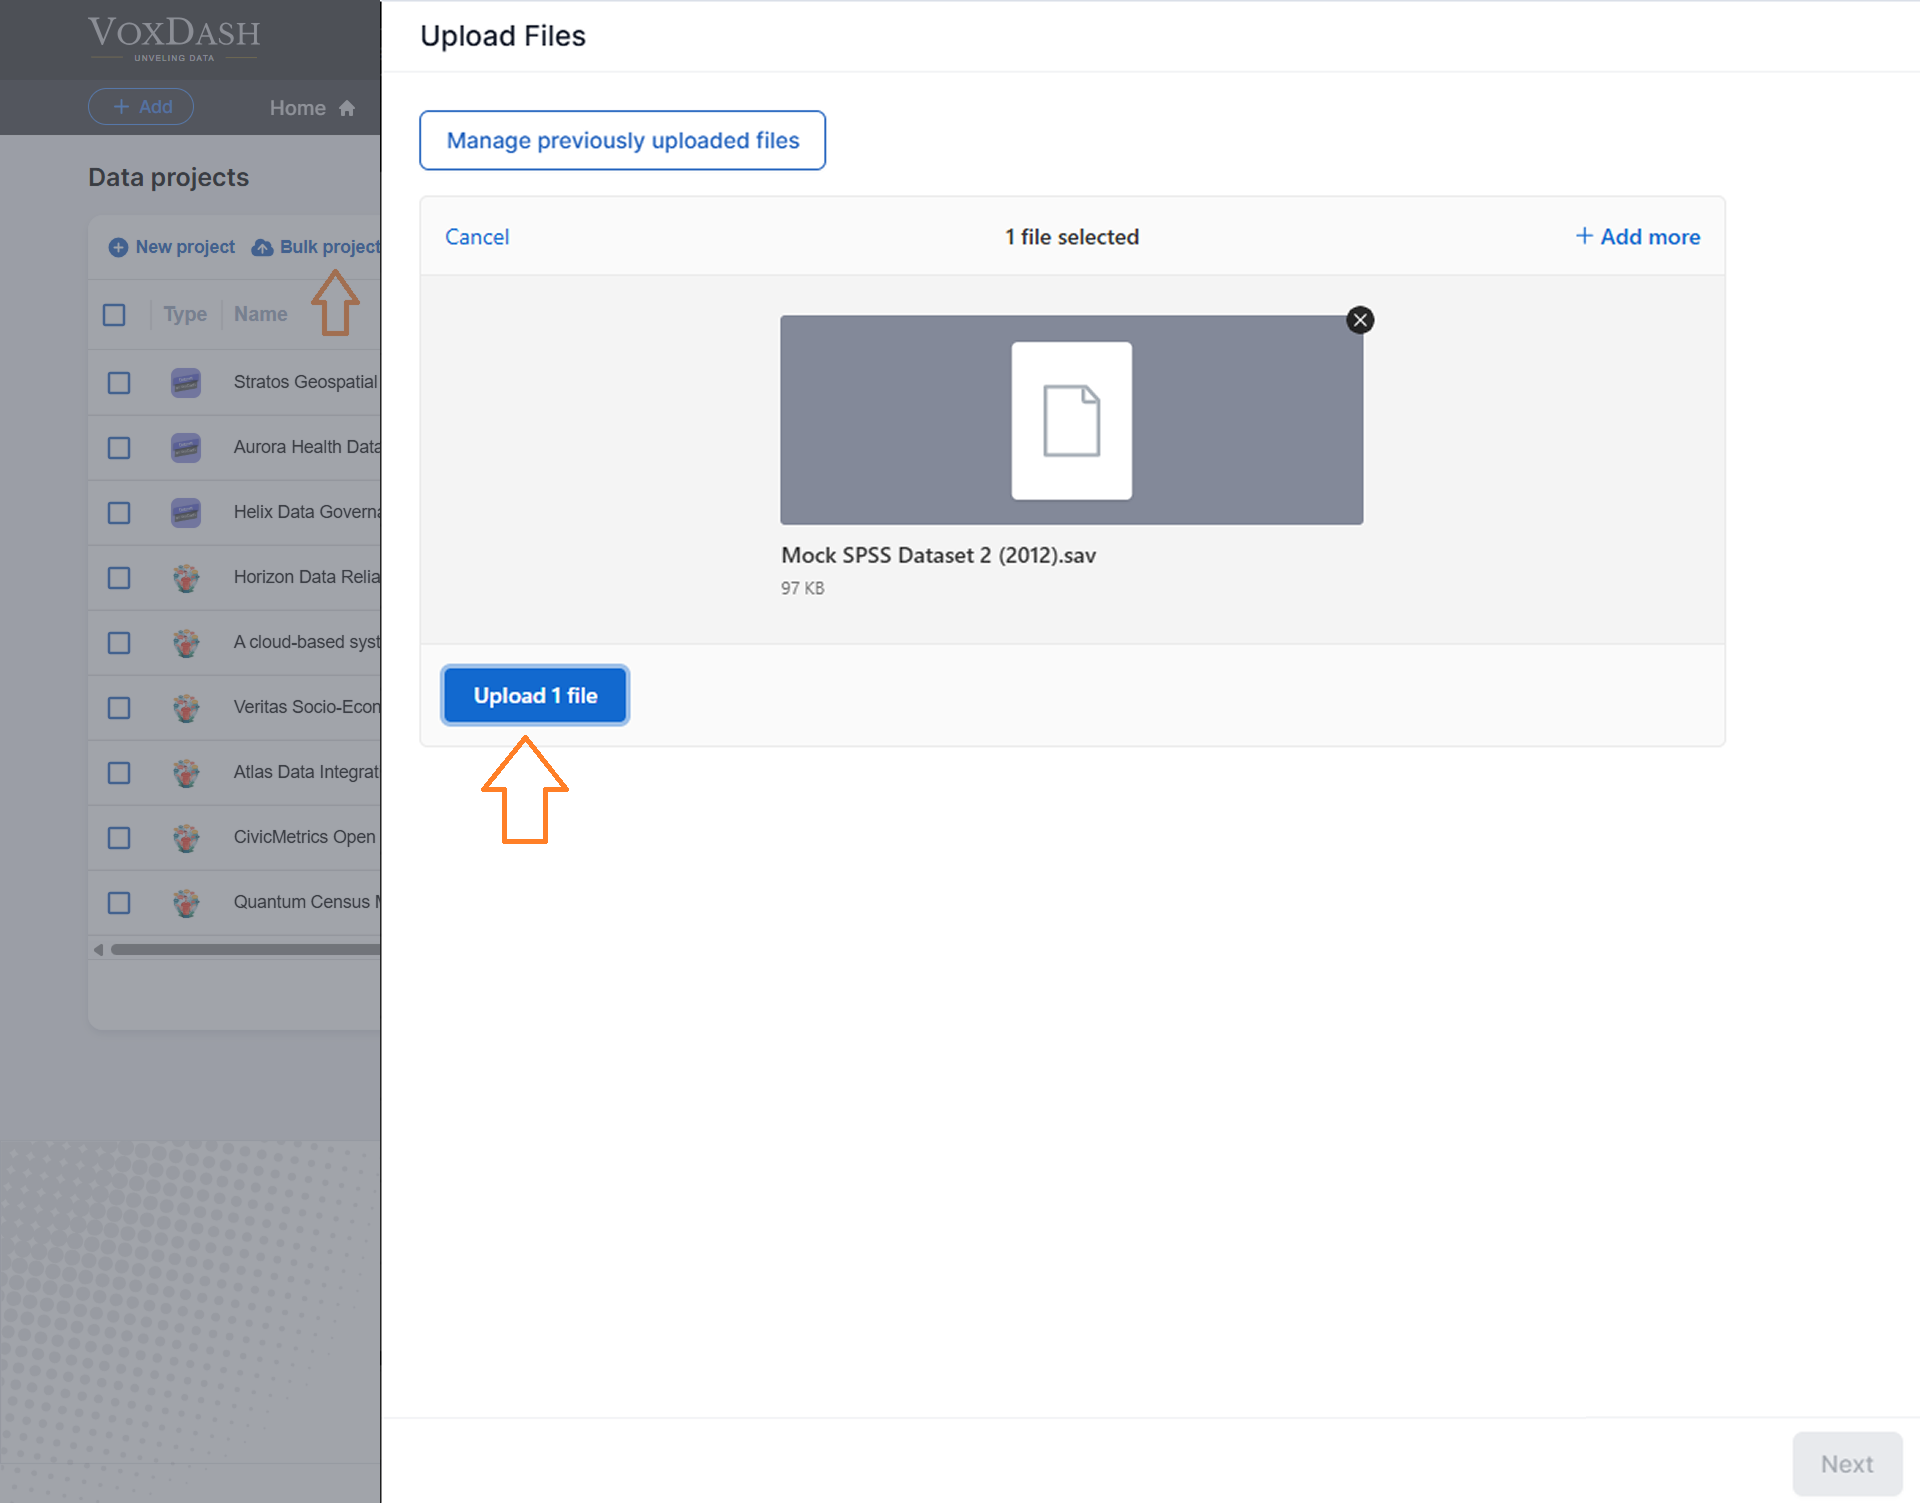 VOXDASH
UNVELING DATA
+ Add
Home
Data projects
New project
Bulk project
Type
Name
Stratos Geospatial
Aurora Health Data
Helix Data Governa
Horizon Data Relia
A cloud-based syst
Veritas Socio-Econ
Atlas Data Integrat
CivicMetrics Open
Quantum Census M
Upload Files
Manage previously uploaded files
Cancel
1 file selected
+ Add more
Mock SPSS Dataset 2 (2012).sav
97 KB
Upload 1 file
Next